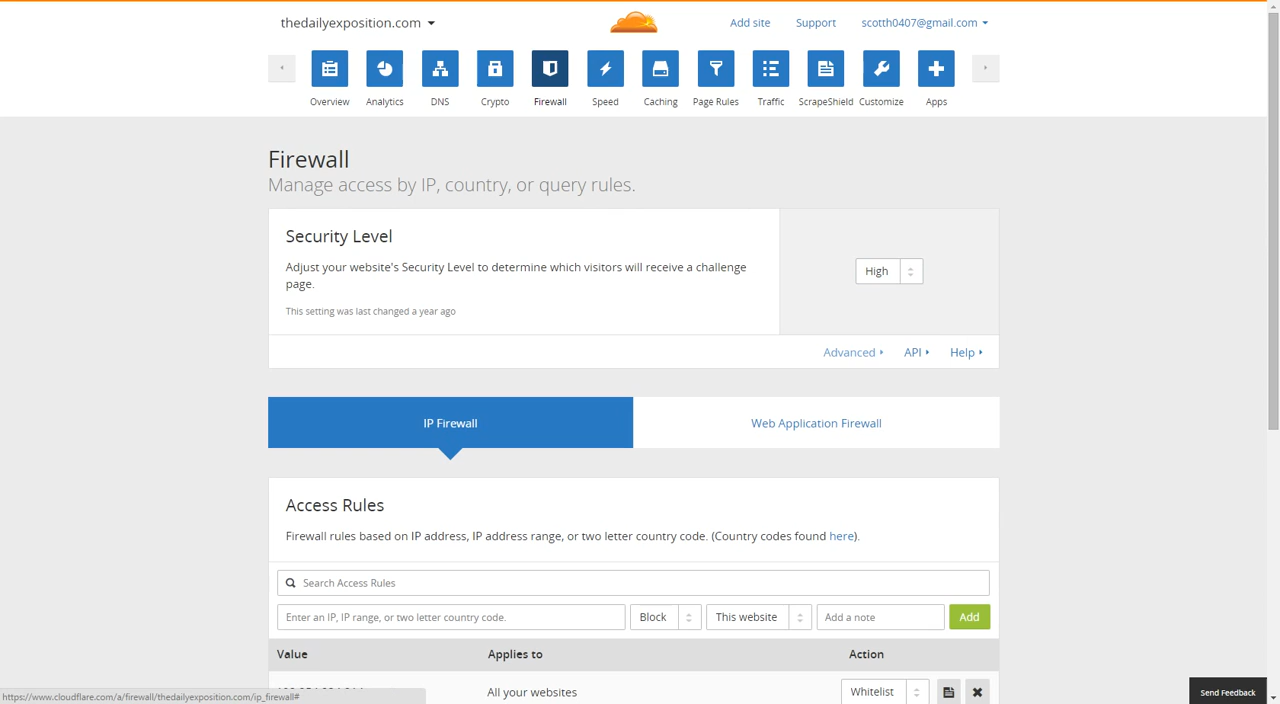 thedailyexposition.com
Add site Support scotth0407@gmail.com
Overview Analytics DNS Crypto Firewall Speed Caching Page Rules Traffic ScrapeShield Customize Apps
Firewall
Manage access by IP, country, or query rules.
Security Level
Adjust your website's Security Level to determine which visitors will receive a challenge
page.
This setting was last changed a year ago
High
Advanced API Help
IP Firewall Web Application Firewall
Access Rules
Firewall rules based on IP address, IP address range, or two letter country code. (Country codes found here).
Search Access Rules
Enter an IP, IP range, or two letter country code. Block This website Add a note Add
Value Applies to Action
All your websites Whitelist
https://www.cloudflare.com/a/firewall/thedailyexposition.com/ip_firewall#
Send Feedback